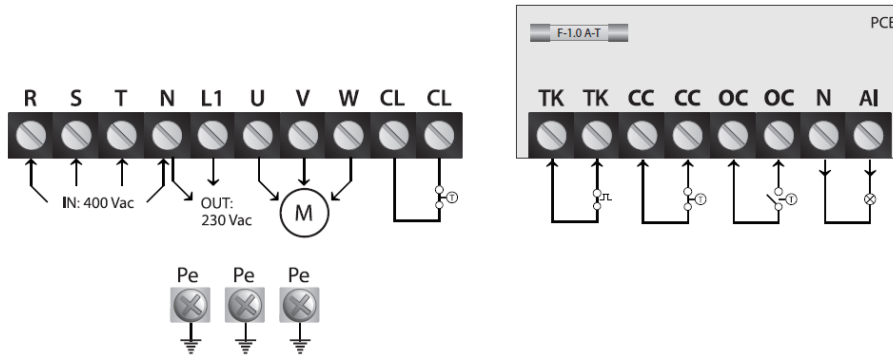 F-1.0 A-T
PCB
R S T N L1 U V W CL CL
TK TK CC CC OC OC N AI
IN: 400 Vac
OUT:
230 Vac
M
T
T
T
Pe Pe Pe